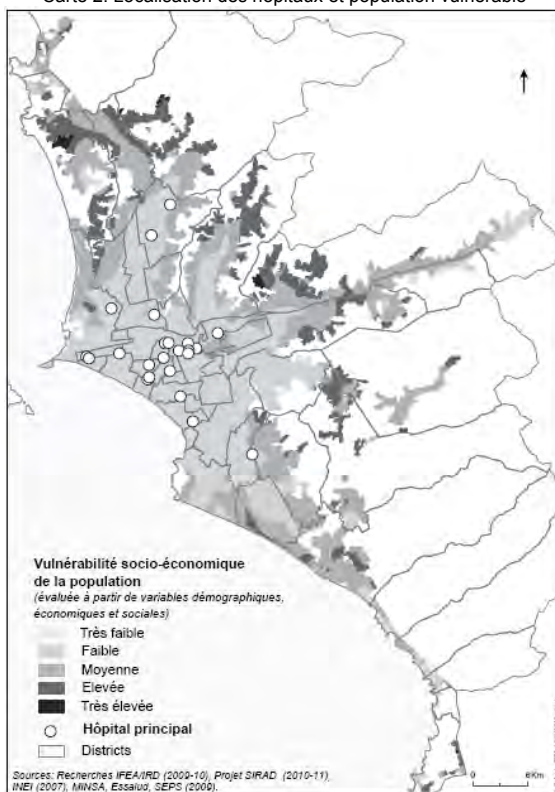 Carte 2: Localisation des hôpitaux et population vulnérable
Vulnérabilité socio-économique
de la population
(évaluée à partir de variables démographiques,
économiques et sociales)
Très faible
Faible
Moyenne
Elevée
Très élevée
Hôpital principal
Districts
Sources: Recherches IFEA/IRD (2009-10), Projet SIRAD (2010-11),
INEI (2007), MINSA, Essalud, SEPS (2009).
0 6 Km